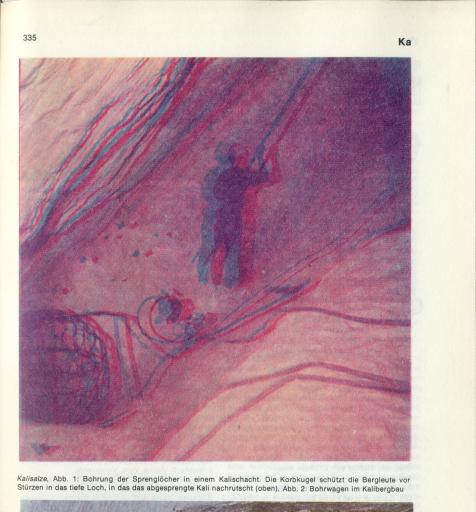 335
Ka
Kalisalze, Abb. 1: Bohrung der Sprenglöcher in einem Kalischacht. Die Korbkugel schützt die Bergleute vor
Stürzen in das tiefe Loch, in das das abgesprengte Kali nachrutscht (oben). Abb. 2: Bohrwagen im Kalibergbau